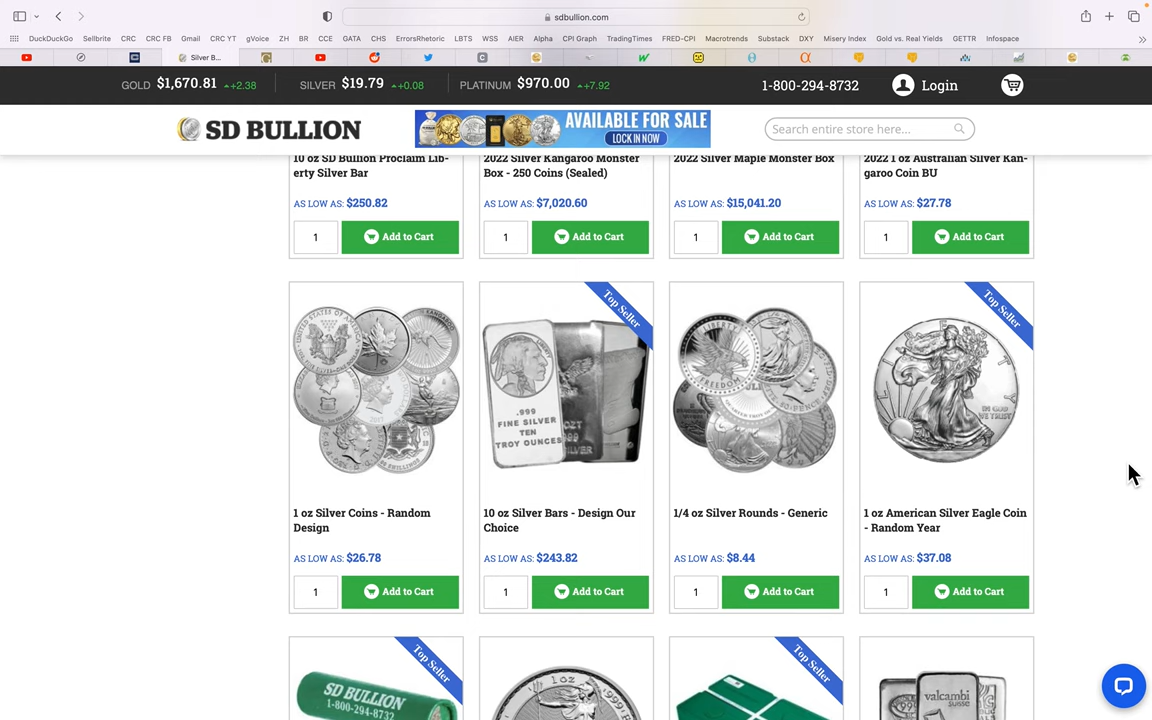 sdbullion.com
DuckDuckGo Sellbrite CRC CRC FB Gmail CRC YT gVoice ZH BR CCE GATA CHS ErrorsRhetoric LBTS WSS AIER Alpha CPI Graph TradingTimes FRED-CPI Macrotrends Substack DXY Misery Index Gold vs. Real Yields GETTR Infospace
Silver B...
GOLD $1,670.81 +2.38 SILVER $19.79 +0.08 PLATINUM $970.00 +7.92 1-800-294-8732 Login
SD BULLION
AVAILABLE FOR SALE
LOCK IN NOW
Search entire store here...
10 oz SD Bullion Proclaim Lib-
erty Silver Bar
AS LOW AS: $250.82
1 Add to Cart
2022 Silver Kangaroo Monster
Box - 250 Coins (Sealed)
AS LOW AS: $7,020.60
1 Add to Cart
2022 Silver Maple Monster Box
AS LOW AS: $15,041.20
1 Add to Cart
2022 1 oz Australian Silver Kan-
garoo Coin BU
AS LOW AS: $27.78
1 Add to Cart
1 oz Silver Coins - Random
Design
AS LOW AS: $26.78
1 Add to Cart
Top Seller
.999
FINE SILVER
TEN
TROY OUNCES
10 oz Silver Bars - Design Our
Choice
AS LOW AS: $243.82
1 Add to Cart
LIBERTY
FREEDOM
1/4 oz Silver Rounds - Generic
AS LOW AS: $8.44
1 Add to Cart
Top Seller
IN GOD
WE TRUST
1 oz American Silver Eagle Coin
- Random Year
AS LOW AS: $37.08
1 Add to Cart
Top Seller
SD BULLION
1-800-294-8732
1oz
Top Seller
valcambi
suisse